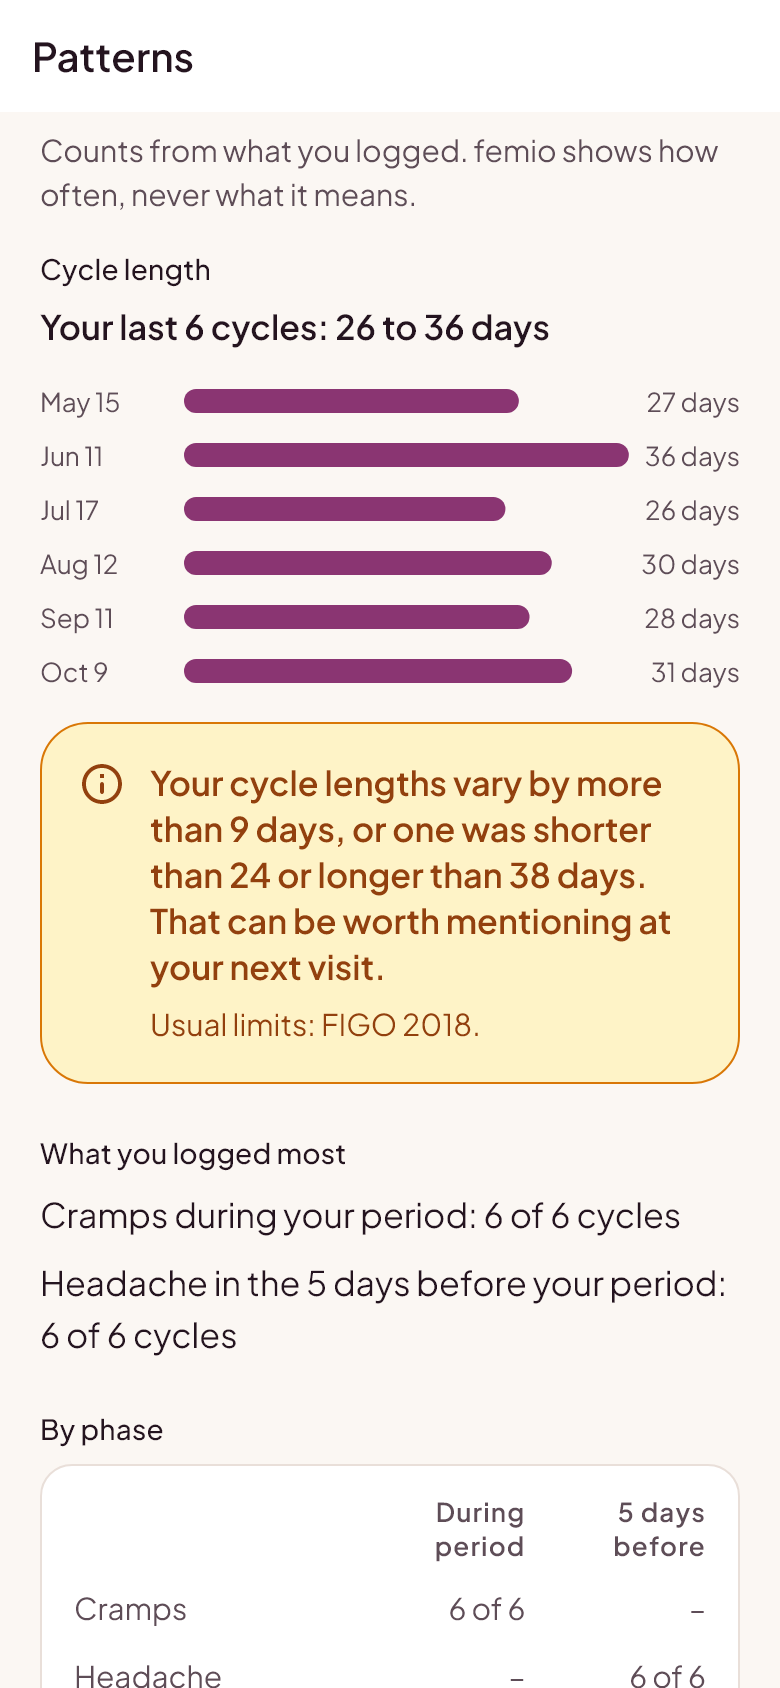 Patterns
Counts from what you logged. femio shows how
often, never what it means.
Cycle length
Your last 6 cycles: 26 to 36 days
May 15 27 days
Jun 11 36 days
Jul 17 26 days
Aug 12 30 days
Sep 11 28 days
Oct 9 31 days
Your cycle lengths vary by more
than 9 days, or one was shorter
than 24 or longer than 38 days.
That can be worth mentioning at
your next visit.
Usual limits: FIGO 2018.
What you logged most
Cramps during your period: 6 of 6 cycles
Headache in the 5 days before your period:
6 of 6 cycles
By phase
During 5 days
period before
Cramps 6 of 6 –
Headache – 6 of 6